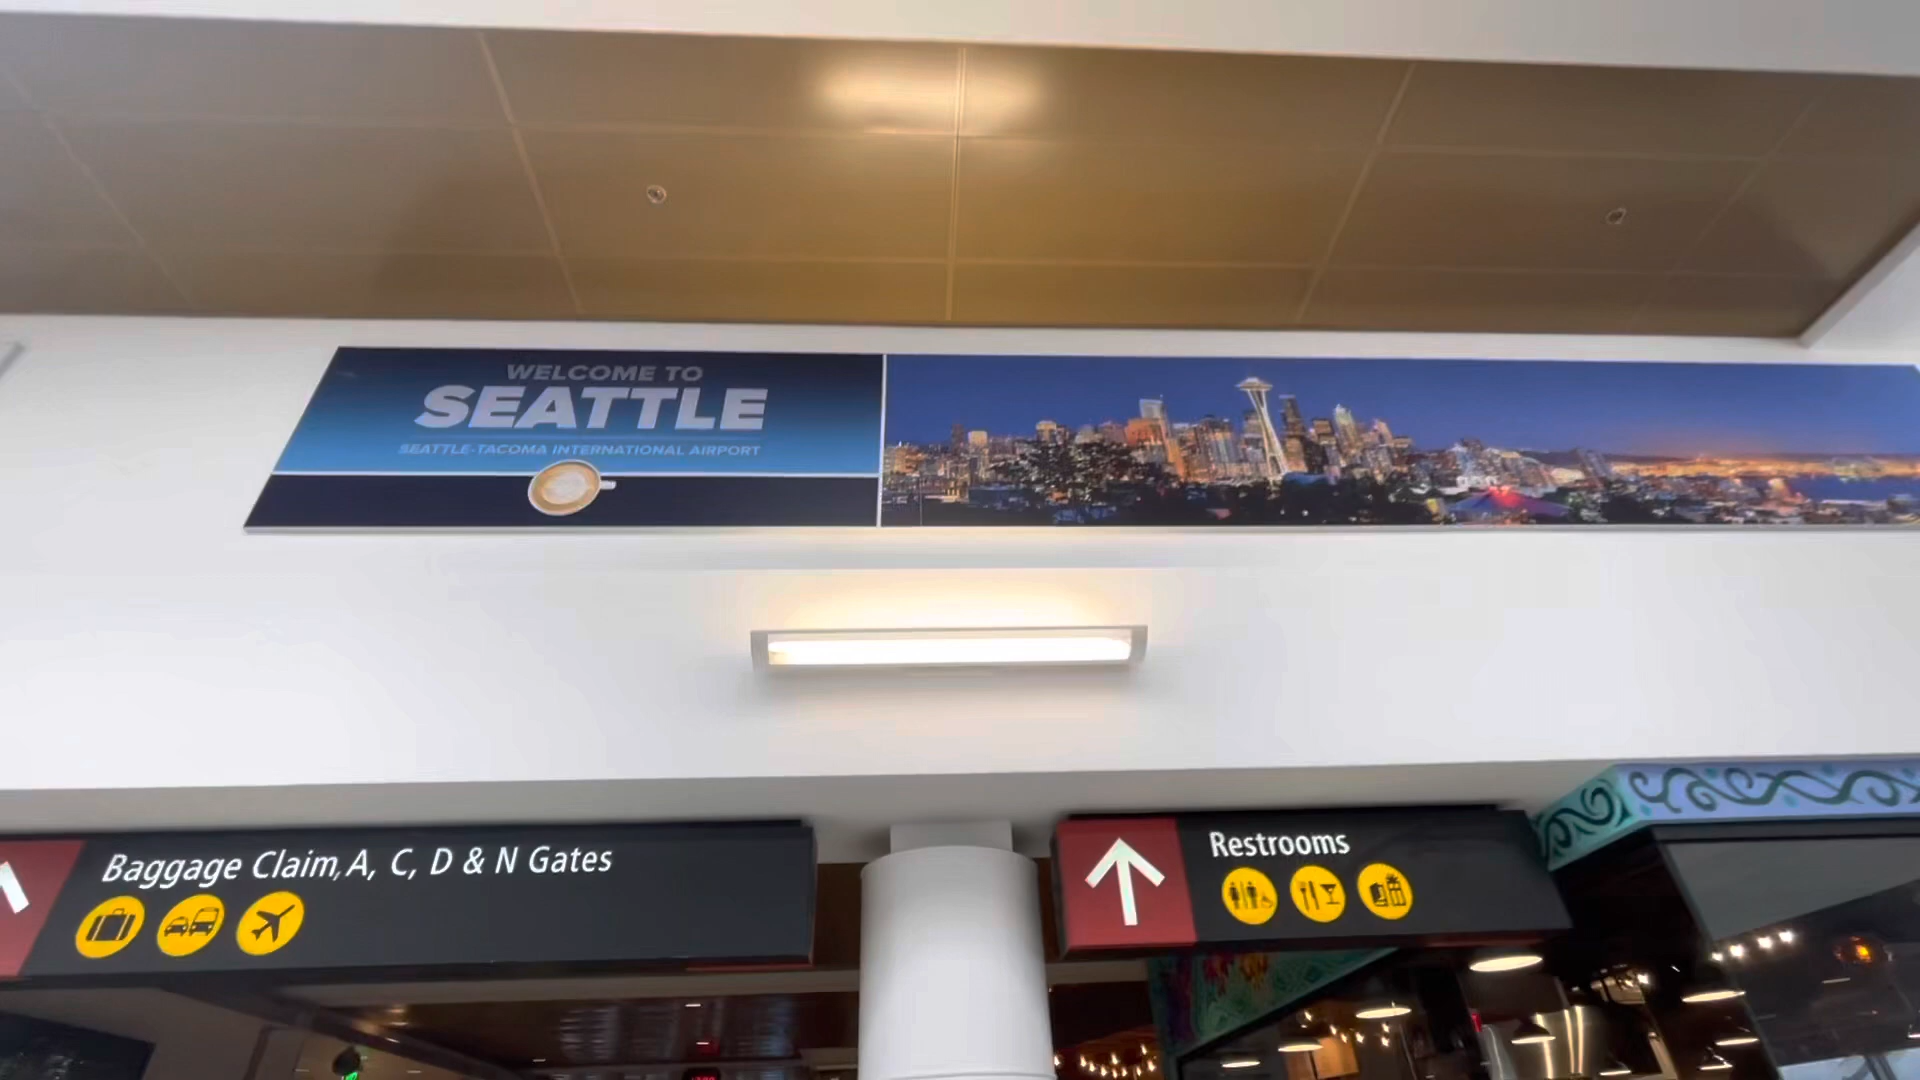 WELCOME TO
SEATTLE
SEATTLE-TACOMA INTERNATIONAL AIRPORT
Baggage Claim, A, C, D & N Gates
Restrooms